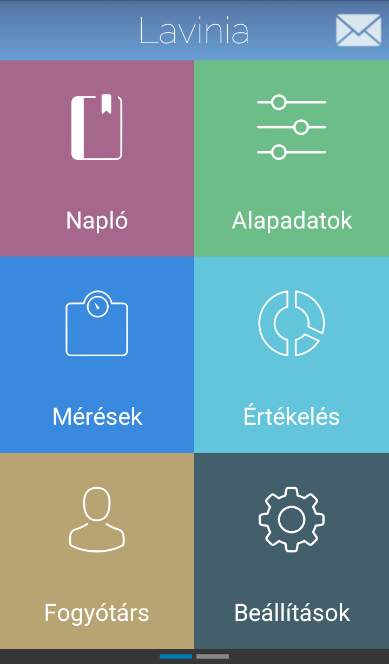 Lavinia
Napló
Alapadatok
Mérések
Értékelés
Fogyótárs
Beállítások